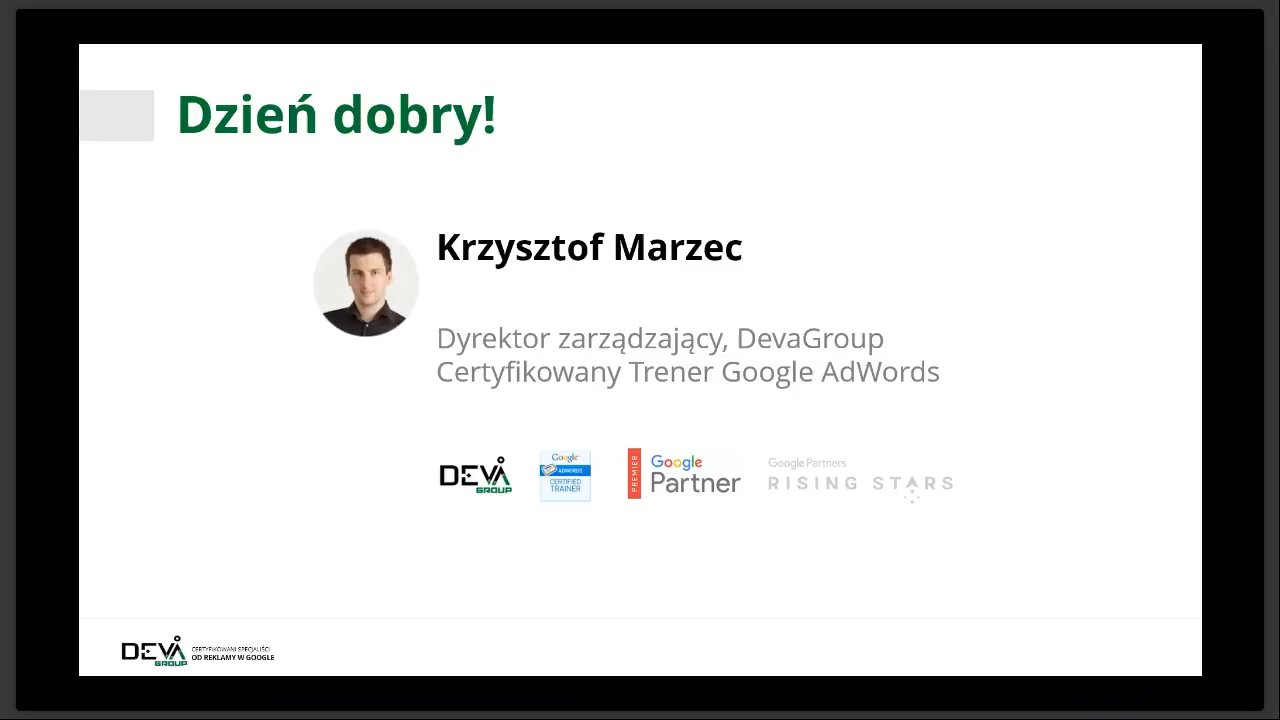 Dzień dobry!
Krzysztof Marzec
Dyrektor zarządzający, DevaGroup
Certyfikowany Trener Google AdWords
DEVA
GROUP
Google
ADWORDS
CERTIFIED
TRAINER
PREMIER
Google
Partner
Google Partners
RISING STARS
DEVA
GROUP
CERTYFIKOWANI SPECJALIŚCI
OD REKLAMY W GOOGLE